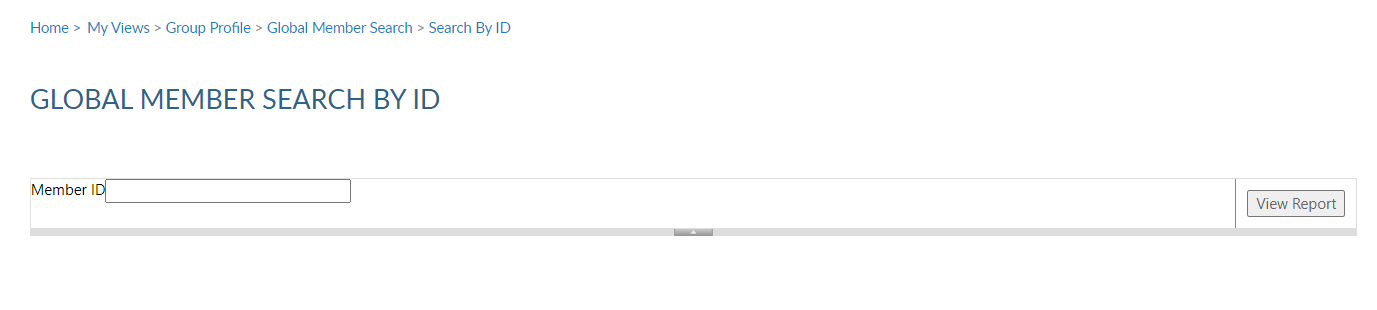 Home > My Views > Group Profile > Global Member Search > Search By ID
GLOBAL MEMBER SEARCH BY ID
Member ID
View Report